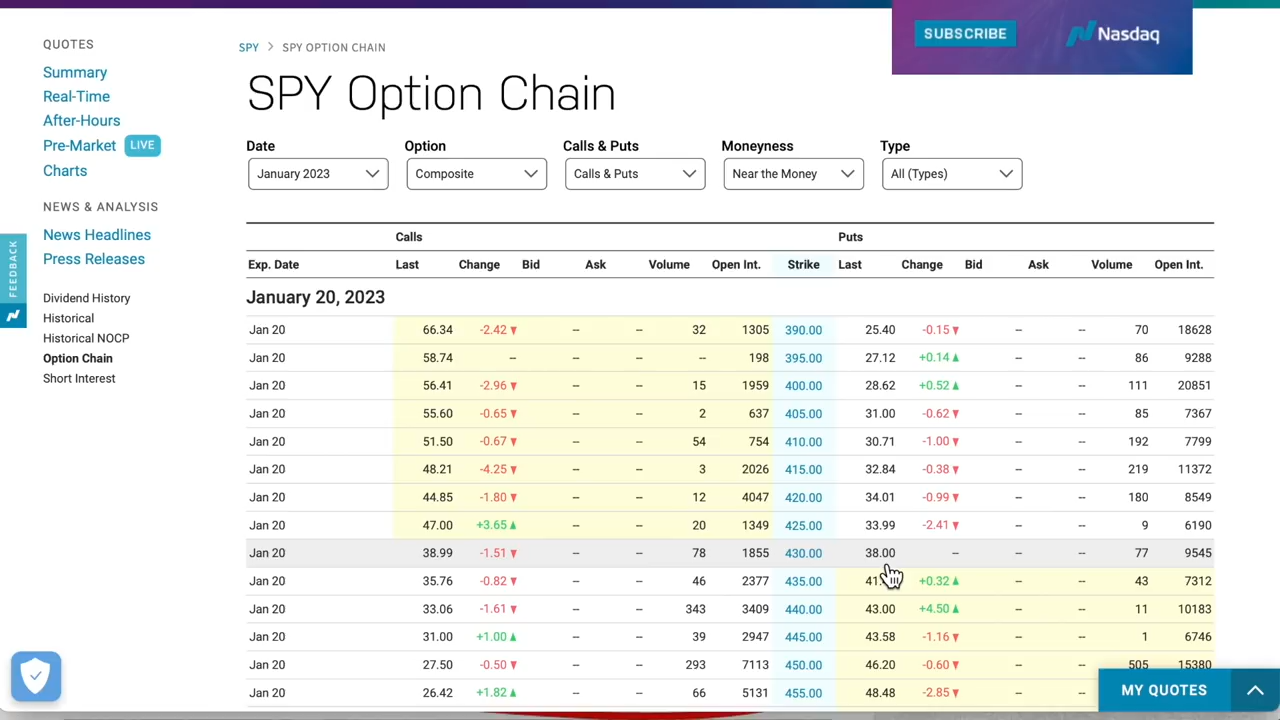 SUBSCRIBE Nasdaq
QUOTES
Summary
Real-Time
After-Hours
Pre-Market LIVE
Charts
NEWS & ANALYSIS
News Headlines
Press Releases
Dividend History
Historical
Historical NOCP
Option Chain
Short Interest
FEEDBACK
SPY > SPY OPTION CHAIN
SPY Option Chain
Date Option Calls & Puts Moneyness Type
January 2023 Composite Calls & Puts Near the Money All (Types)
Calls Puts
Exp. Date Last Change Bid Ask Volume Open Int. Strike Last Change Bid Ask Volume Open Int.
January 20, 2023
Jan 20 66.34 -2.42 ▼ -- -- 32 1305 390.00 25.40 -0.15 ▼ -- -- 70 18628
Jan 20 58.74 -- -- -- -- 198 395.00 27.12 +0.14 ▲ -- -- 86 9288
Jan 20 56.41 -2.96 ▼ -- -- 15 1959 400.00 28.62 +0.52 ▲ -- -- 111 20851
Jan 20 55.60 -0.65 ▼ -- -- 2 637 405.00 31.00 -0.62 ▼ -- -- 85 7367
Jan 20 51.50 -0.67 ▼ -- -- 54 754 410.00 30.71 -1.00 ▼ -- -- 192 7799
Jan 20 48.21 -4.25 ▼ -- -- 3 2026 415.00 32.84 -0.38 ▼ -- -- 219 11372
Jan 20 44.85 -1.80 ▼ -- -- 12 4047 420.00 34.01 -0.99 ▼ -- -- 180 8549
Jan 20 47.00 +3.65 ▲ -- -- 20 1349 425.00 33.99 -2.41 ▼ -- -- 9 6190
Jan 20 38.99 -1.51 ▼ -- -- 78 1855 430.00 38.00 -- -- -- 77 9545
Jan 20 35.76 -0.82 ▼ -- -- 46 2377 435.00 +0.32 ▲ -- -- 43 7312
Jan 20 33.06 -1.61 ▼ -- -- 343 3409 440.00 43.00 +4.50 ▲ -- -- 11 10183
Jan 20 31.00 +1.00 ▲ -- -- 39 2947 445.00 43.58 -1.16 ▼ -- -- 1 6746
Jan 20 27.50 -0.50 ▼ -- -- 293 7113 450.00 46.20 -0.60 ▼ -- -- 505 15380
Jan 20 26.42 +1.82 ▲ -- -- 66 5131 455.00 48.48 -2.85 ▼ -- --
MY QUOTES